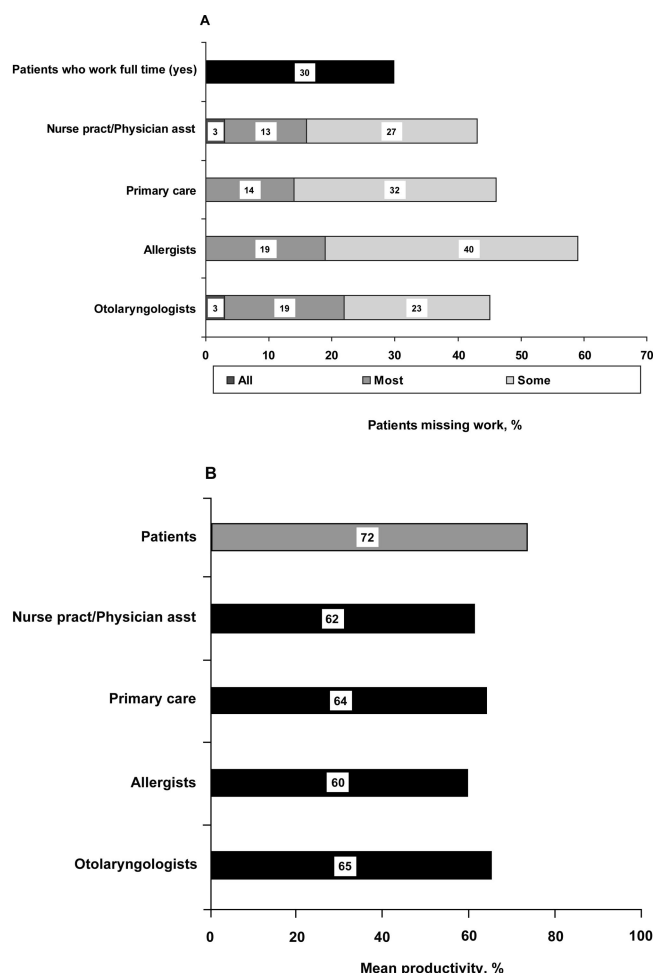 A
Patients who work full time (yes)
30
Nurse pract/Physician asst
3 13 27
Primary care
14 32
Allergists
19 40
Otolaryngologists
3 19 23
0 10 20 30 40 50 60 70
All Most Some
Patients missing work, %
B
Patients
72
Nurse pract/Physician asst
62
Primary care
64
Allergists
60
Otolaryngologists
65
0 20 40 60 80 100
Mean productivity, %